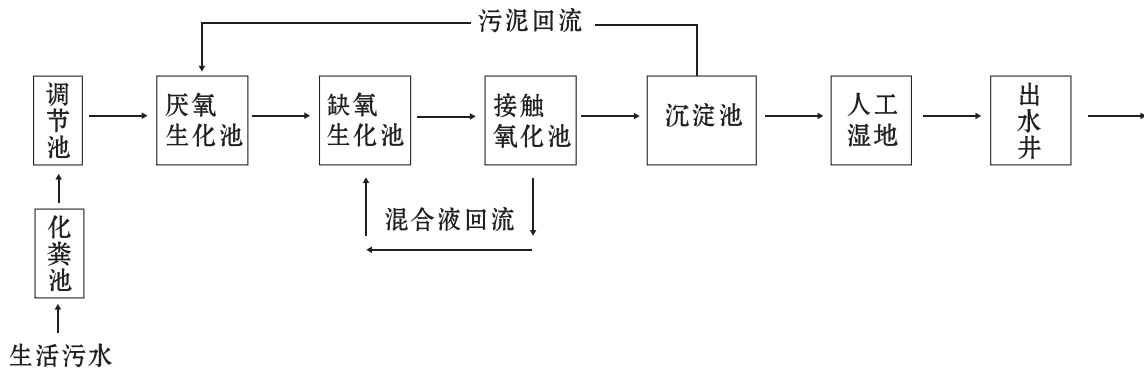 污泥回流
调节池
厌氧
生化池
缺氧
生化池
接触
氧化池
沉淀池
人工
湿地
出水井
混合液回流
化粪池
生活污水